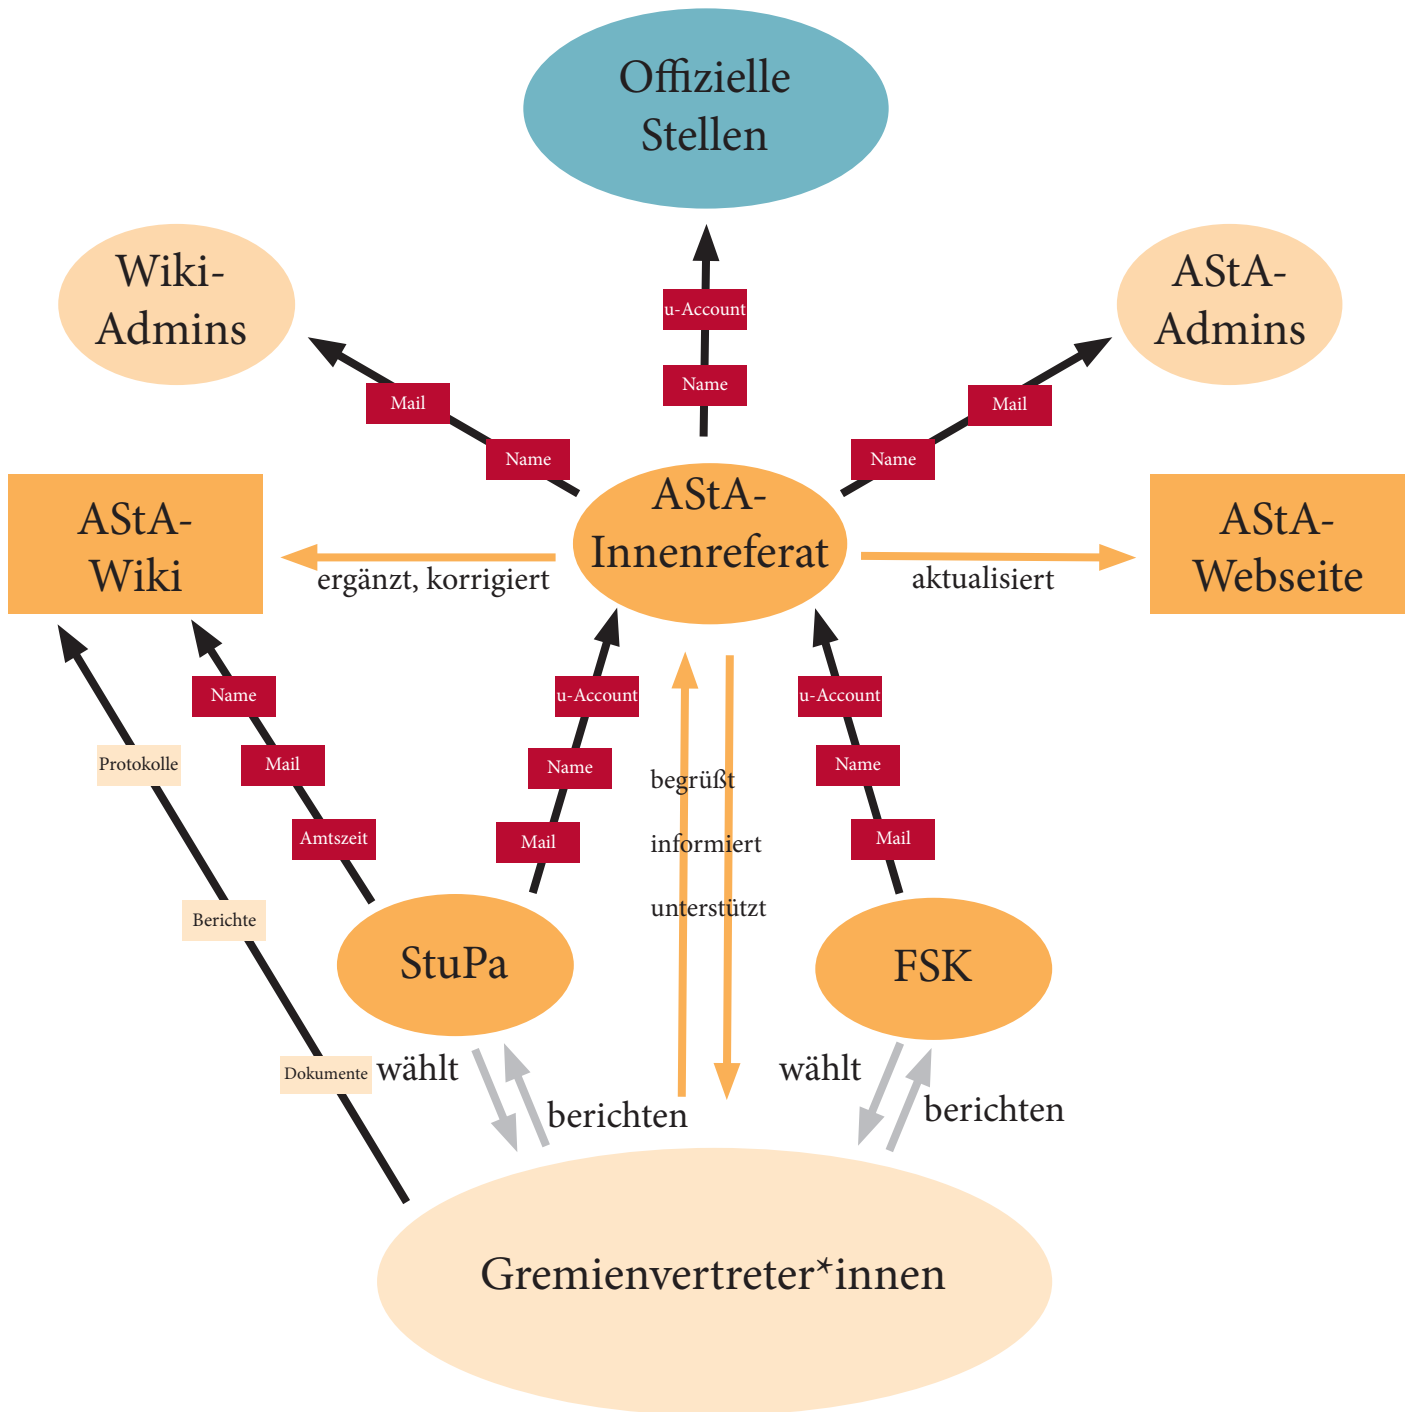 Offizielle
Stellen
Wiki-
Admins
AStA-
Admins
u-Account
Name
Mail
Name
Mail
Name
AStA-
Wiki
AStA-
Innenreferat
AStA-
Webseite
ergänzt, korrigiert
aktualisiert
Name
Mail
Amtszeit
u-Account
Name
Mail
u-Account
Name
Mail
Protokolle
Berichte
Dokumente
begrüßt
informiert
unterstützt
StuPa
FSK
wählt
berichten
wählt
berichten
Gremienvertreter*innen